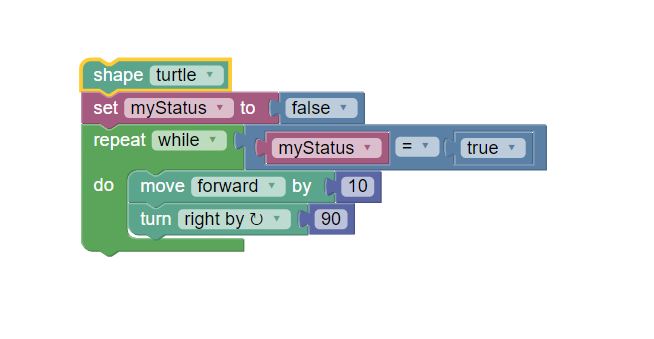 shape turtle
set myStatus to false
repeat while myStatus = true
do move forward by 10
turn right by ↻ 90